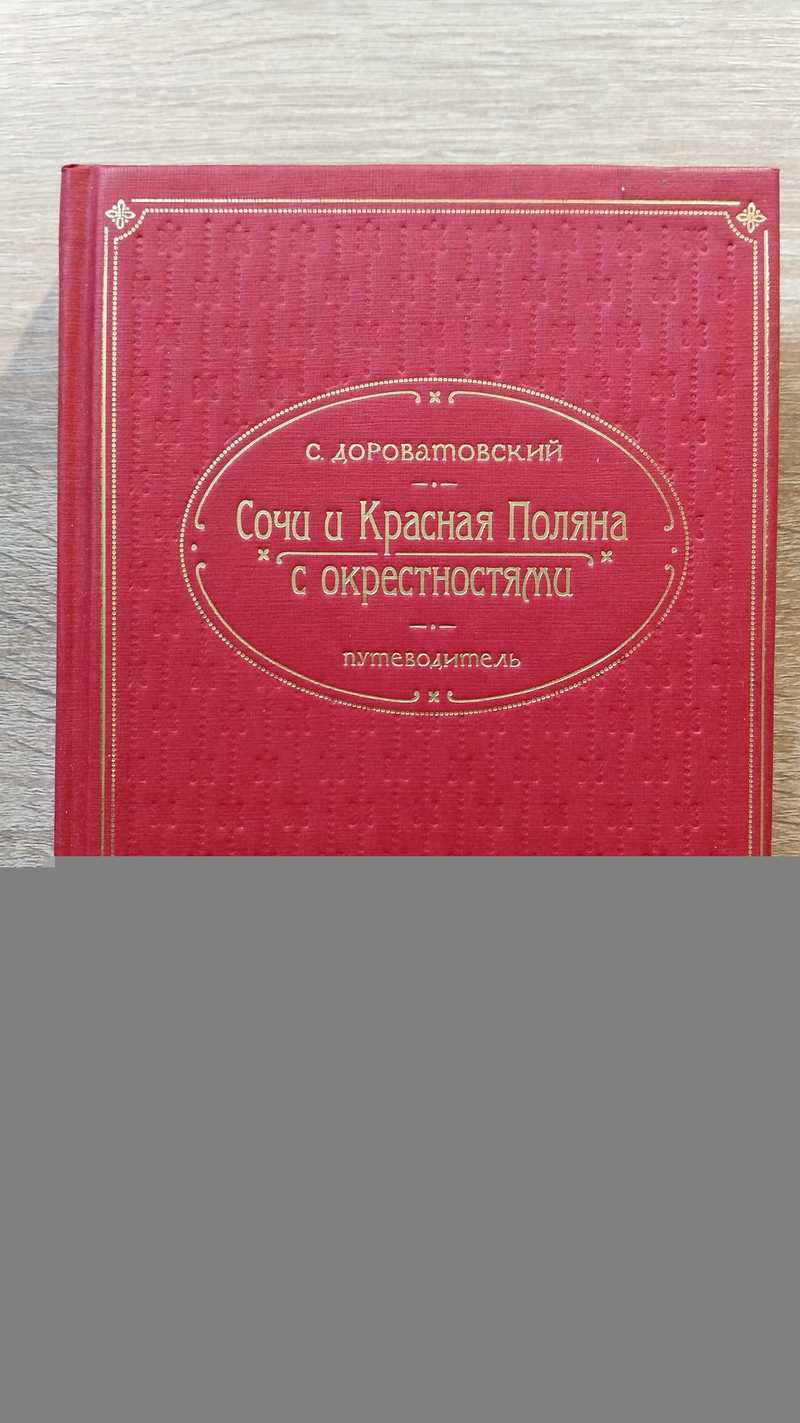 С. Дороватовский
Сочи и Красная Поляна
с окрестностями
путеводитель